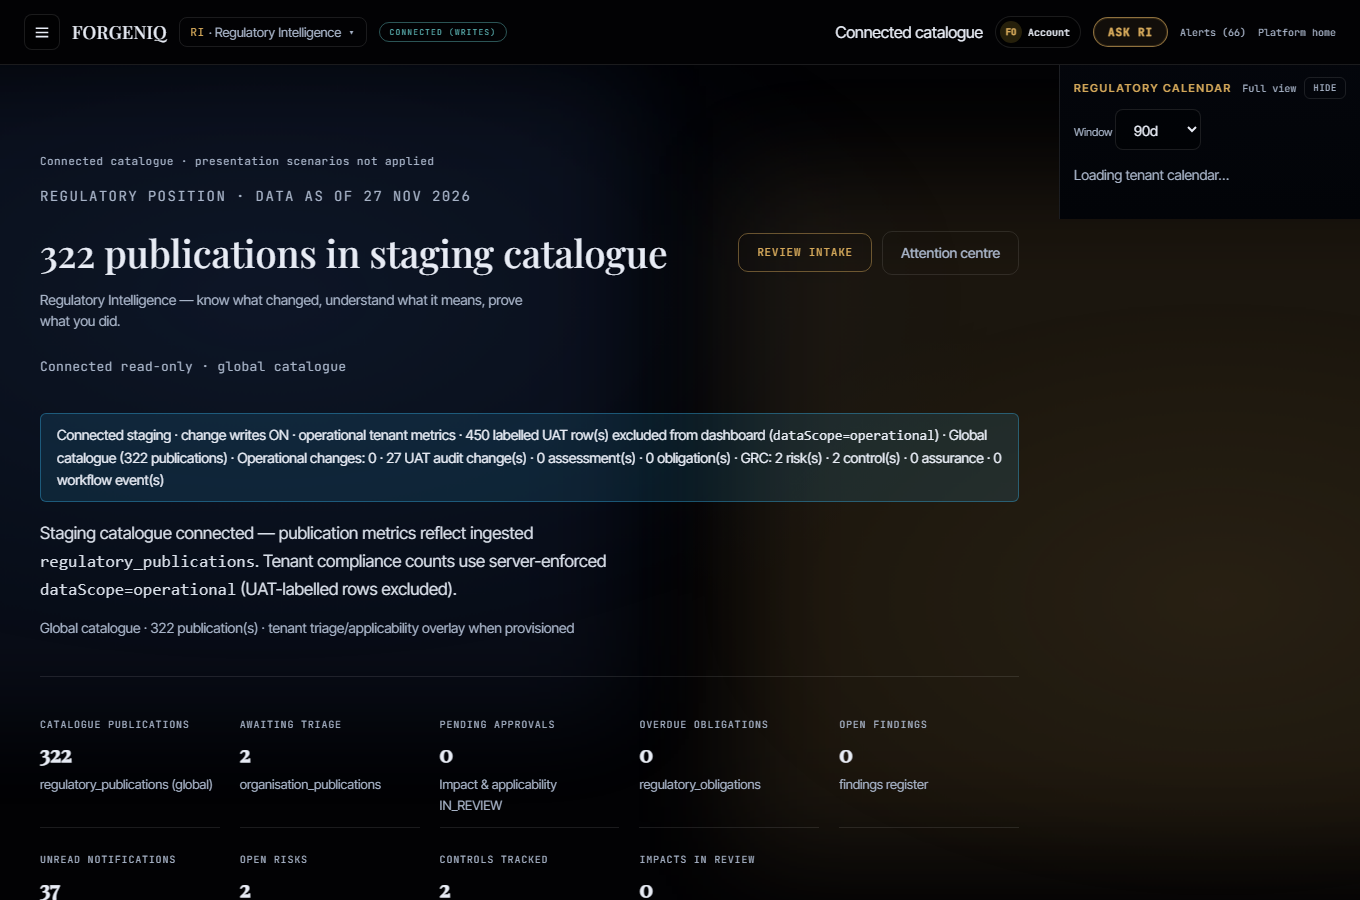 ☰ FORGENIQ RI · Regulatory Intelligence ▾ CONNECTED (WRITES) Connected catalogue FO Account ASK RI Alerts (66) Platform home
REGULATORY CALENDAR Full view HIDE
Window 90d
Loading tenant calendar...
Connected catalogue · presentation scenarios not applied
REGULATORY POSITION · DATA AS OF 27 NOV 2026
322 publications in staging catalogue
REVIEW INTAKE Attention centre
Regulatory Intelligence — know what changed, understand what it means, prove
what you did.
Connected read-only · global catalogue
Connected staging · change writes ON · operational tenant metrics · 450 labelled UAT row(s) excluded from dashboard (dataScope=operational) · Global
catalogue (322 publications) · Operational changes: 0 · 27 UAT audit change(s) · 0 assessment(s) · 0 obligation(s) · GRC: 2 risk(s) · 2 control(s) · 0 assurance · 0
workflow event(s)
Staging catalogue connected — publication metrics reflect ingested
regulatory_publications. Tenant compliance counts use server-enforced
dataScope=operational (UAT-labelled rows excluded).
Global catalogue · 322 publication(s) · tenant triage/applicability overlay when provisioned
CATALOGUE PUBLICATIONS AWAITING TRIAGE PENDING APPROVALS OVERDUE OBLIGATIONS OPEN FINDINGS
322 2 0 0 0
regulatory_publications (global) organisation_publications Impact & applicability regulatory_obligations findings register
IN_REVIEW
UNREAD NOTIFICATIONS OPEN RISKS CONTROLS TRACKED IMPACTS IN REVIEW
37 2 2 0